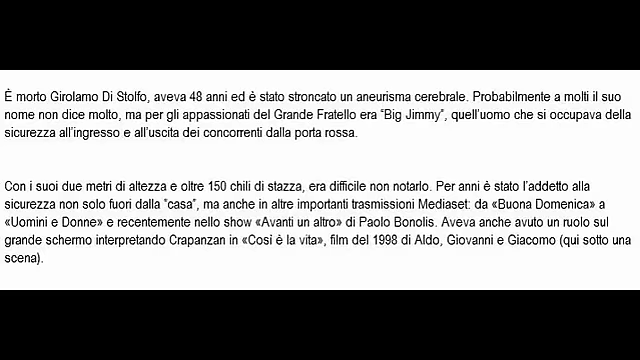 È morto Girolamo Di Stolfo, aveva 48 anni ed è stato stroncato un aneurisma cerebrale. Probabilmente a molti il suo
nome non dice molto, ma per gli appassionati del Grande Fratello era “Big Jimmy”, quell’uomo che si occupava della
sicurezza all’ingresso e all’uscita dei concorrenti dalla porta rossa.
Con i suoi due metri di altezza e oltre 150 chili di stazza, era difficile non notarlo. Per anni è stato l’addetto alla
sicurezza non solo fuori dalla ”casa”, ma anche in altre importanti trasmissioni Mediaset: da «Buona Domenica» a
«Uomini e Donne» e recentemente nello show «Avanti un altro» di Paolo Bonolis. Aveva anche avuto un ruolo sul
grande schermo interpretando Crapanzan in «Così è la vita», film del 1998 di Aldo, Giovanni e Giacomo (qui sotto una
scena).